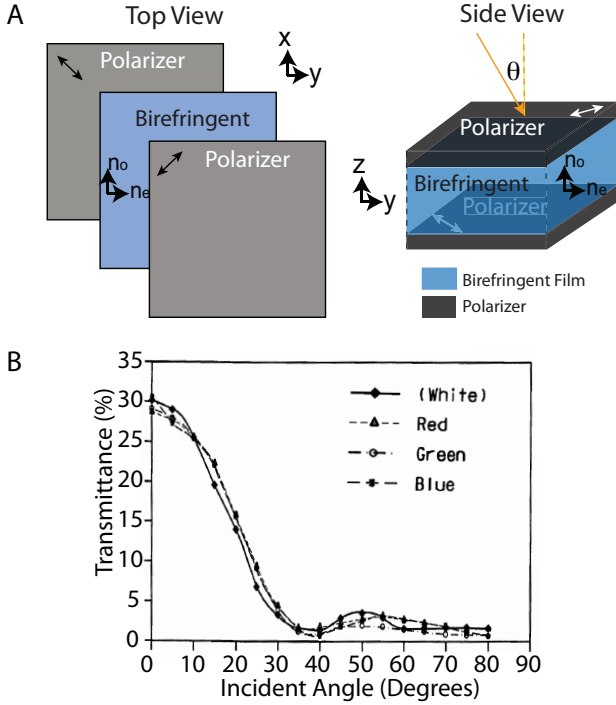 A
Top View
Side View
Polarizer
x
y
Birefringent
Polarizer
nₒ
nₑ
θ
Polarizer
z
y
Birefringent
nₒ
nₑ
Polarizer
Birefringent Film
Polarizer
B
Transmittance (%)
35
30
25
20
15
10
5
0
(White)
Red
Green
Blue
0 10 20 30 40 50 60 70 80 90
Incident Angle (Degrees)